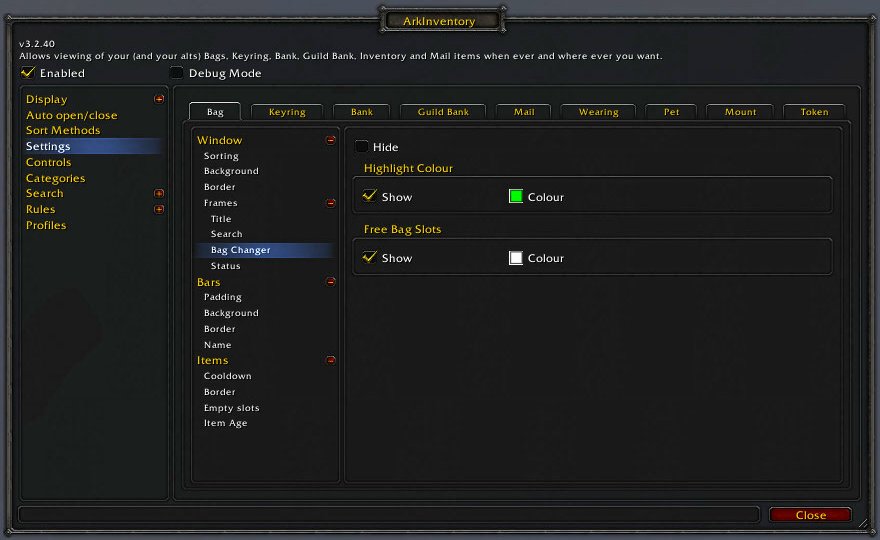 ArkInventory
v3.2.40
Allows viewing of your (and your alts) Bags, Keyring, Bank, Guild Bank, Inventory and Mail items when ever and where ever you want.
Enabled
Debug Mode
Display
Auto open/close
Sort Methods
Settings
Controls
Categories
Search
Rules
Profiles
Bag
Keyring
Bank
Guild Bank
Mail
Wearing
Pet
Mount
Token
Window
Sorting
Background
Border
Frames
Title
Search
Bag Changer
Status
Bars
Padding
Background
Border
Name
Items
Cooldown
Border
Empty slots
Item Age
Hide
Highlight Colour
Show
Colour
Free Bag Slots
Show
Colour
Close